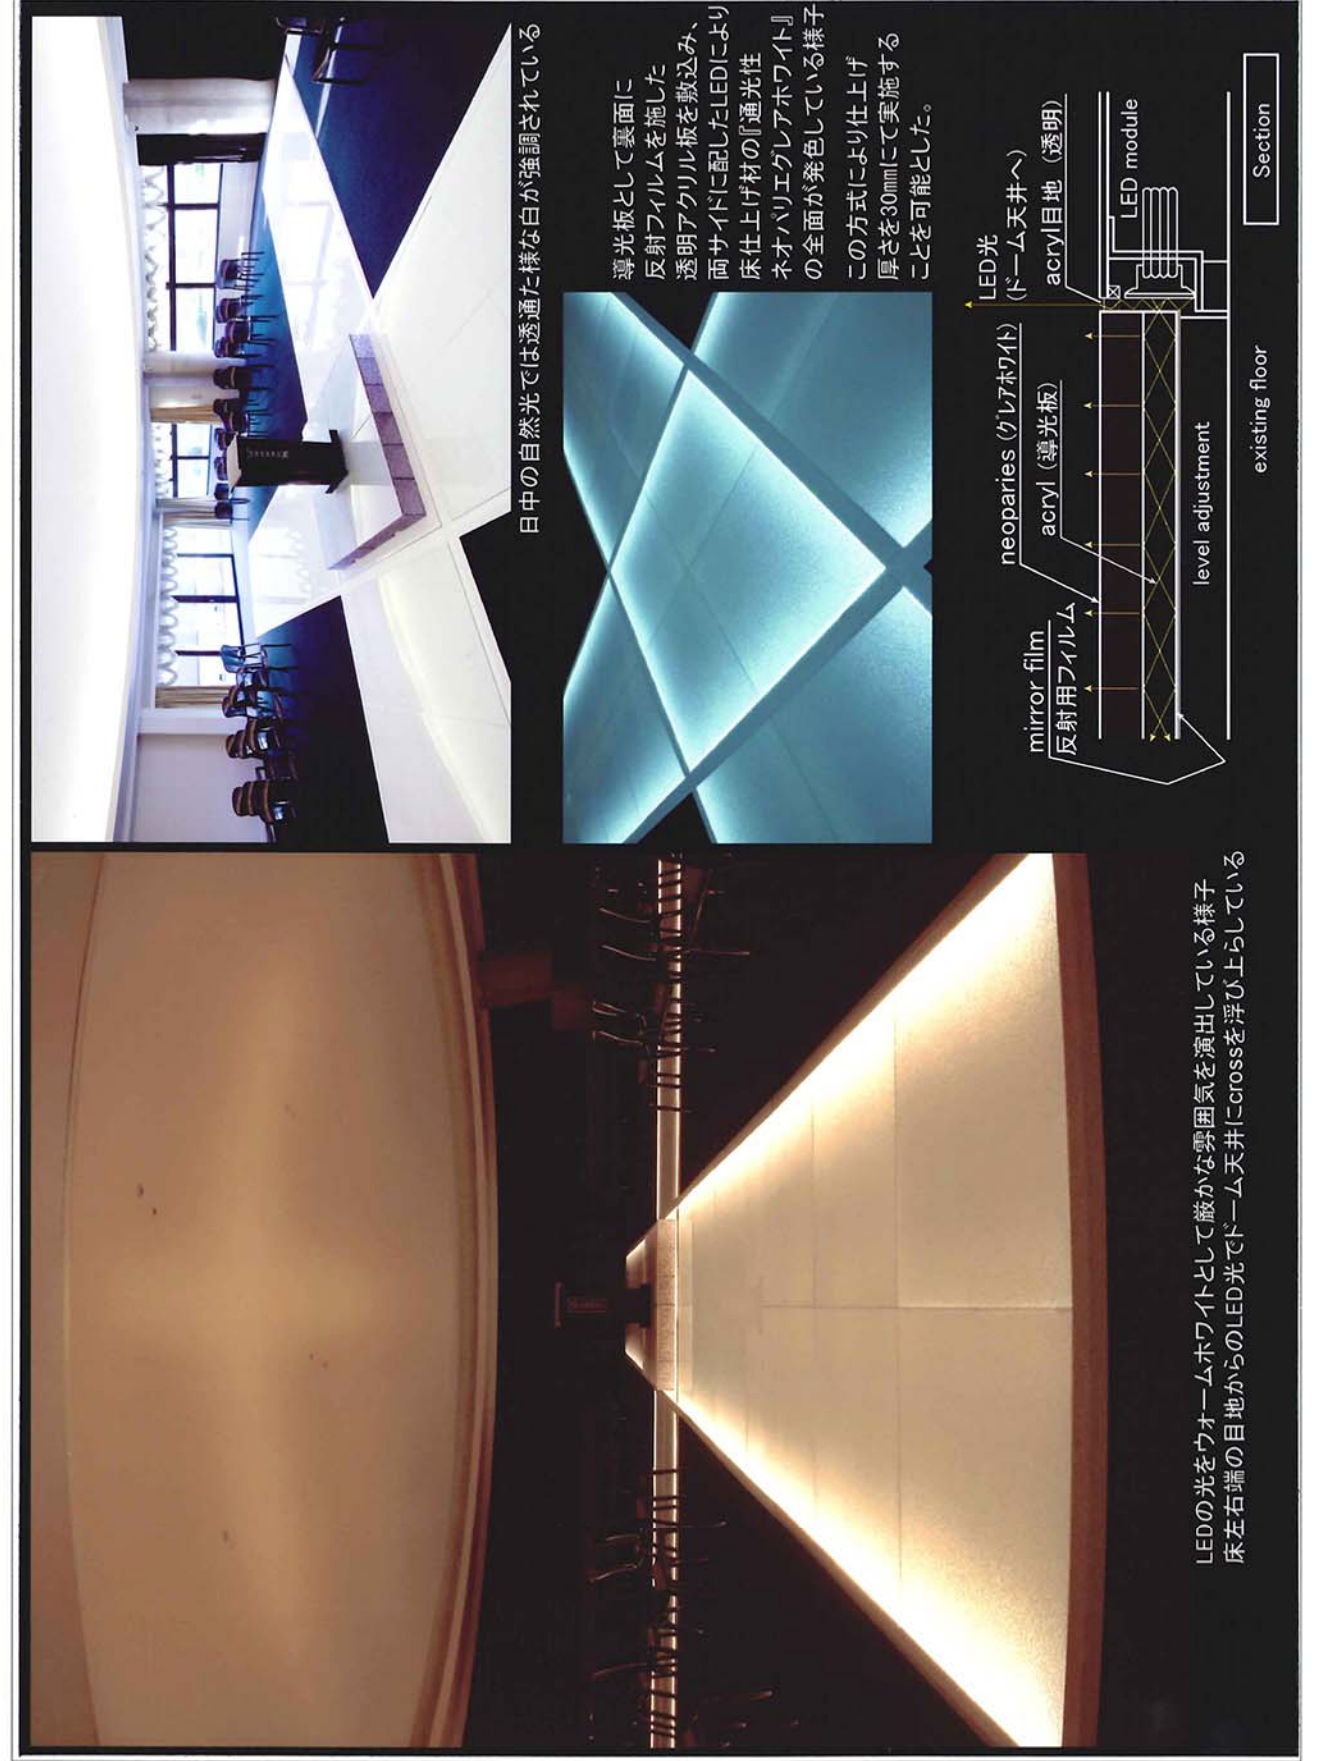 日中の自然光では透通た様な白が強調されている
導光板として裏面に
反射フィルムを施した
透明アクリル板を敷込み、
両サイドに配したLEDにより
床仕上げ材の『通光性
ネオパリエグレアホワイト』
の全面が発色している様子
この方式により仕上げ
厚さを30mmにて実施する
ことを可能とした。
LED光
(ドーム天井へ)
acryl目地 (透明)
LED module
neoparies (グレアホワイト)
acryl (導光板)
mirror film
反射用フィルム
level adjustment
existing floor
Section
LEDの光をウォームホワイトとして厳かな雰囲気を演出している様子
床左右端の目地からのLED光でドーム天井にcrossを浮び上らしている